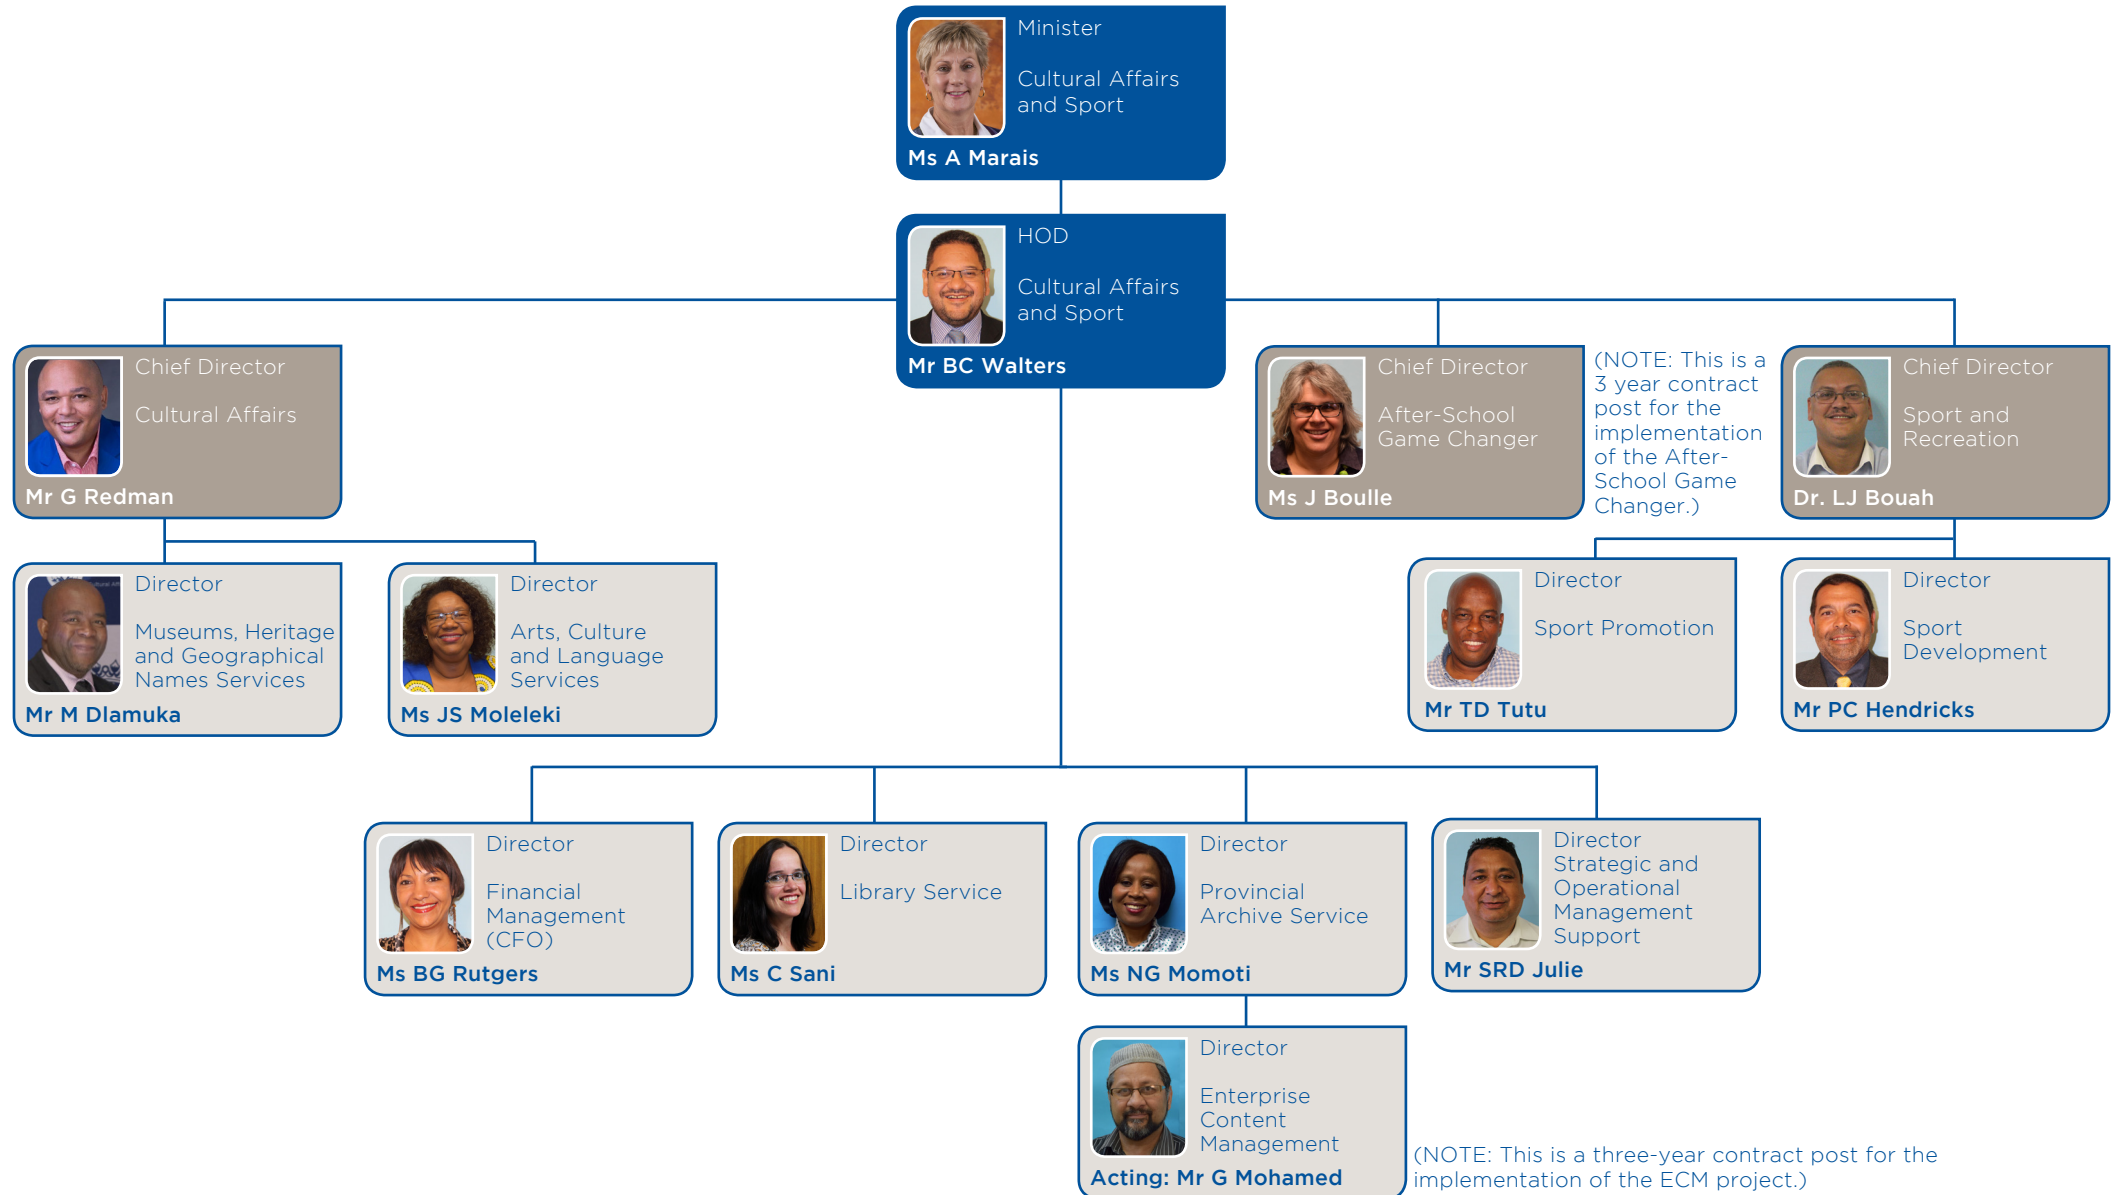 Minister
Cultural Affairs
and Sport
Ms A Marais
HOD
Cultural Affairs
and Sport
Mr BC Walters
Chief Director
Cultural Affairs
Mr G Redman
Chief Director
After-School
Game Changer
Ms J Boulle
(NOTE: This is a
3 year contract
post for the
implementation
of the After-
School Game
Changer.)
Chief Director
Sport and
Recreation
Dr. LJ Bouah
Director
Museums, Heritage
and Geographical
Names Services
Mr M Dlamuka
Director
Arts, Culture
and Language
Services
Ms JS Moleleki
Director
Sport Promotion
Mr TD Tutu
Director
Sport
Development
Mr PC Hendricks
Director
Financial
Management
(CFO)
Ms BG Rutgers
Director
Library Service
Ms C Sani
Director
Provincial
Archive Service
Ms NG Momoti
Director
Strategic and
Operational
Management
Support
Mr SRD Julie
Director
Enterprise
Content
Management
Acting: Mr G Mohamed
(NOTE: This is a three-year contract post for the
implementation of the ECM project.)